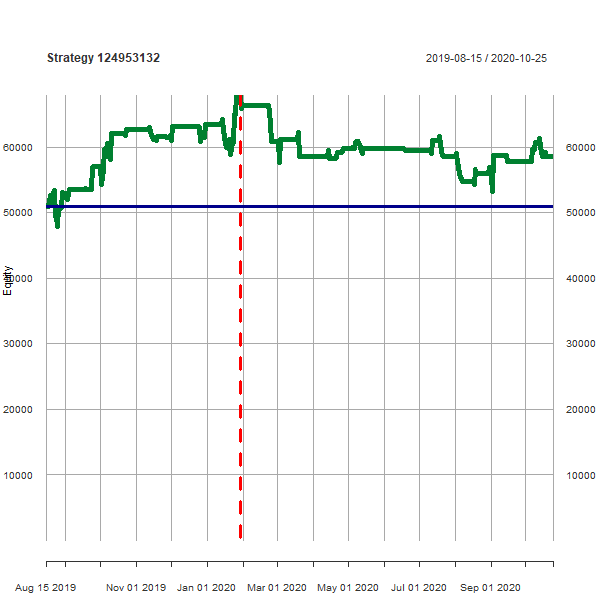 Strategy 124953132
2019-08-15 / 2020-10-25
60000
60000
50000
50000
Equity
40000
40000
30000
30000
20000
20000
10000
10000
Aug 15 2019
Nov 01 2019
Jan 01 2020
Mar 01 2020
May 01 2020
Jul 01 2020
Sep 01 2020